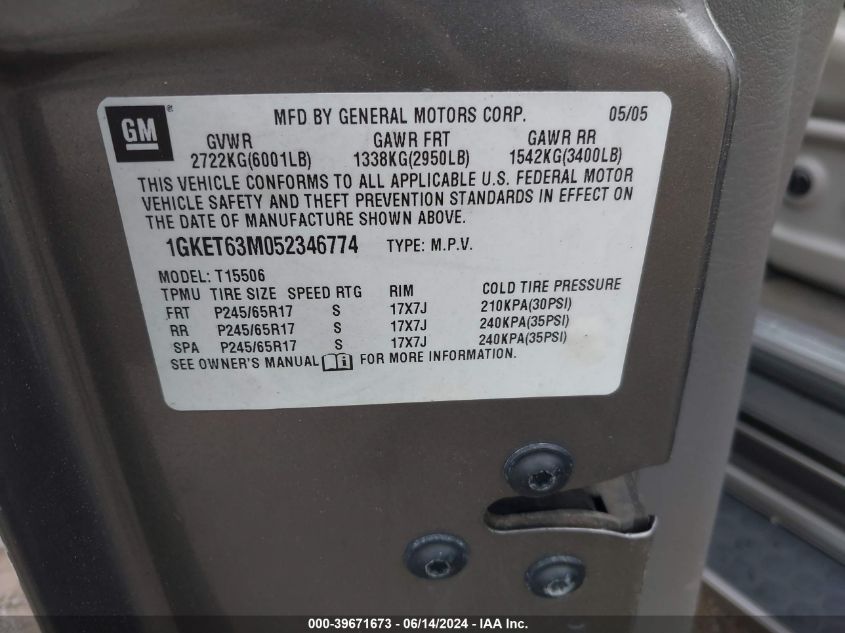 GM ®
MFD BY GENERAL MOTORS CORP. 05/05
GVWR GAWR FRT GAWR RR
2722KG(6001LB) 1338KG(2950LB) 1542KG(3400LB)
THIS VEHICLE CONFORMS TO ALL APPLICABLE U.S. FEDERAL MOTOR
VEHICLE SAFETY AND THEFT PREVENTION STANDARDS IN EFFECT ON
THE DATE OF MANUFACTURE SHOWN ABOVE.
1GKET63M052346774 TYPE: M.P.V.
MODEL: T15506
TPMU TIRE SIZE SPEED RTG RIM COLD TIRE PRESSURE
FRT P245/65R17 S 17X7J 210KPA(30PSI)
RR P245/65R17 S 17X7J 240KPA(35PSI)
SPA P245/65R17 S 17X7J 240KPA(35PSI)
SEE OWNER'S MANUAL FOR MORE INFORMATION.
000-39671673 - 06/14/2024 - IAA Inc.